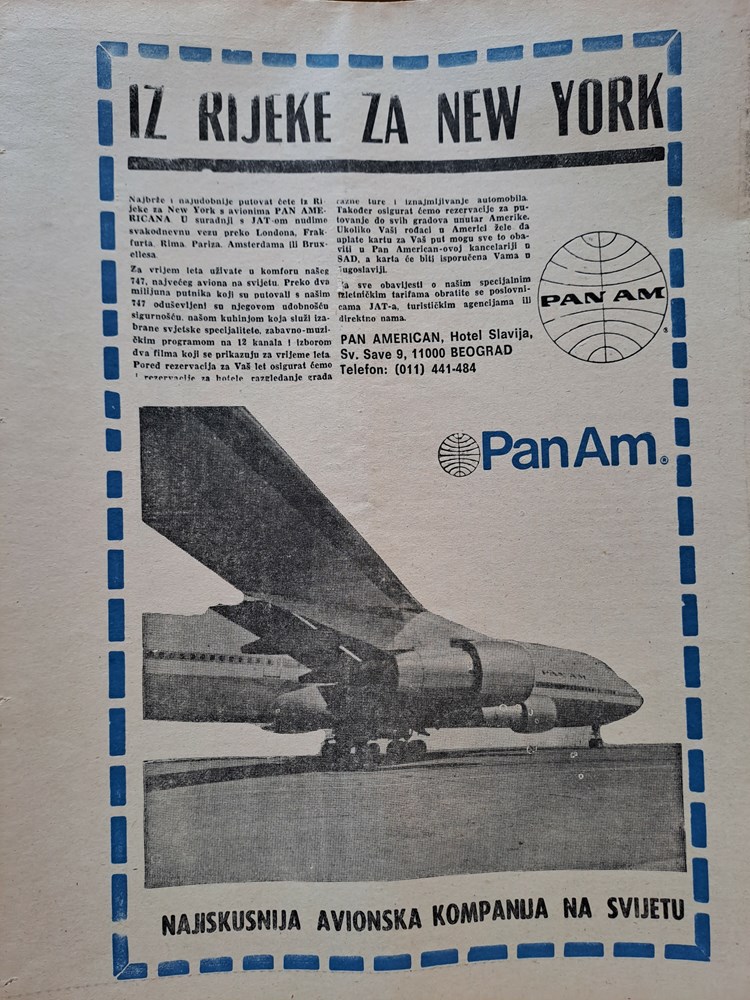 IZ RIJEKE ZA NEW YORK
Najbrže i najudobnije putovat ćete iz Ri-
jeke za New York s avionima PAN AME-
RICANA U suradnji s JAT-om nudimo
svakodnevnu vezu preko Londona, Frak-
furta, Rima, Pariza, Amsterdama ili Brux-
ellesa
Za vrijem leta uživate u komforu našeg
747, najvećeg aviona na svijetu. Preko dva
milijuna putnika koji su putovali s našim
747 oduševljeni su njegovom udobnošću
sigurnošću, našom kuhinjom koja služi iza-
brane svjetske specijalitete, zabavno-muzi-
čkim programom na 12 kanala i izborom
dva filma koji se prikazuju za vrijeme leta
Pored rezervacija za Vaš let osigurat ćemo
i rezervacije za hotele razgledanje grada
razne ture i iznajmljivanje automobila.
Također osigurat ćemo rezervacije za pu-
tovanje do svih gradova unutar Amerike.
Ukoliko Vaši rođaci u Americi žele da
uplate kartu za Vaš put mogu sve to oba-
viti u Pan American-ovoj kancelariji u
SAD, a karta će biti isporučena Vama u
Jugoslaviji.
Za sve obavijesti o našim specijalnim
izletničkim tarifama obratite se poslovni-
cama JAT-a, turističkim agencijama ili
direktno nama.
PAN AMERICAN, Hotel Slavija,
Sv. Save 9, 11000 BEOGRAD
Telefon: (011) 441-484
PAN AM
®
PanAm®
PAN AM
NAJISKUSNIJA AVIONSKA KOMPANIJA NA SVIJETU